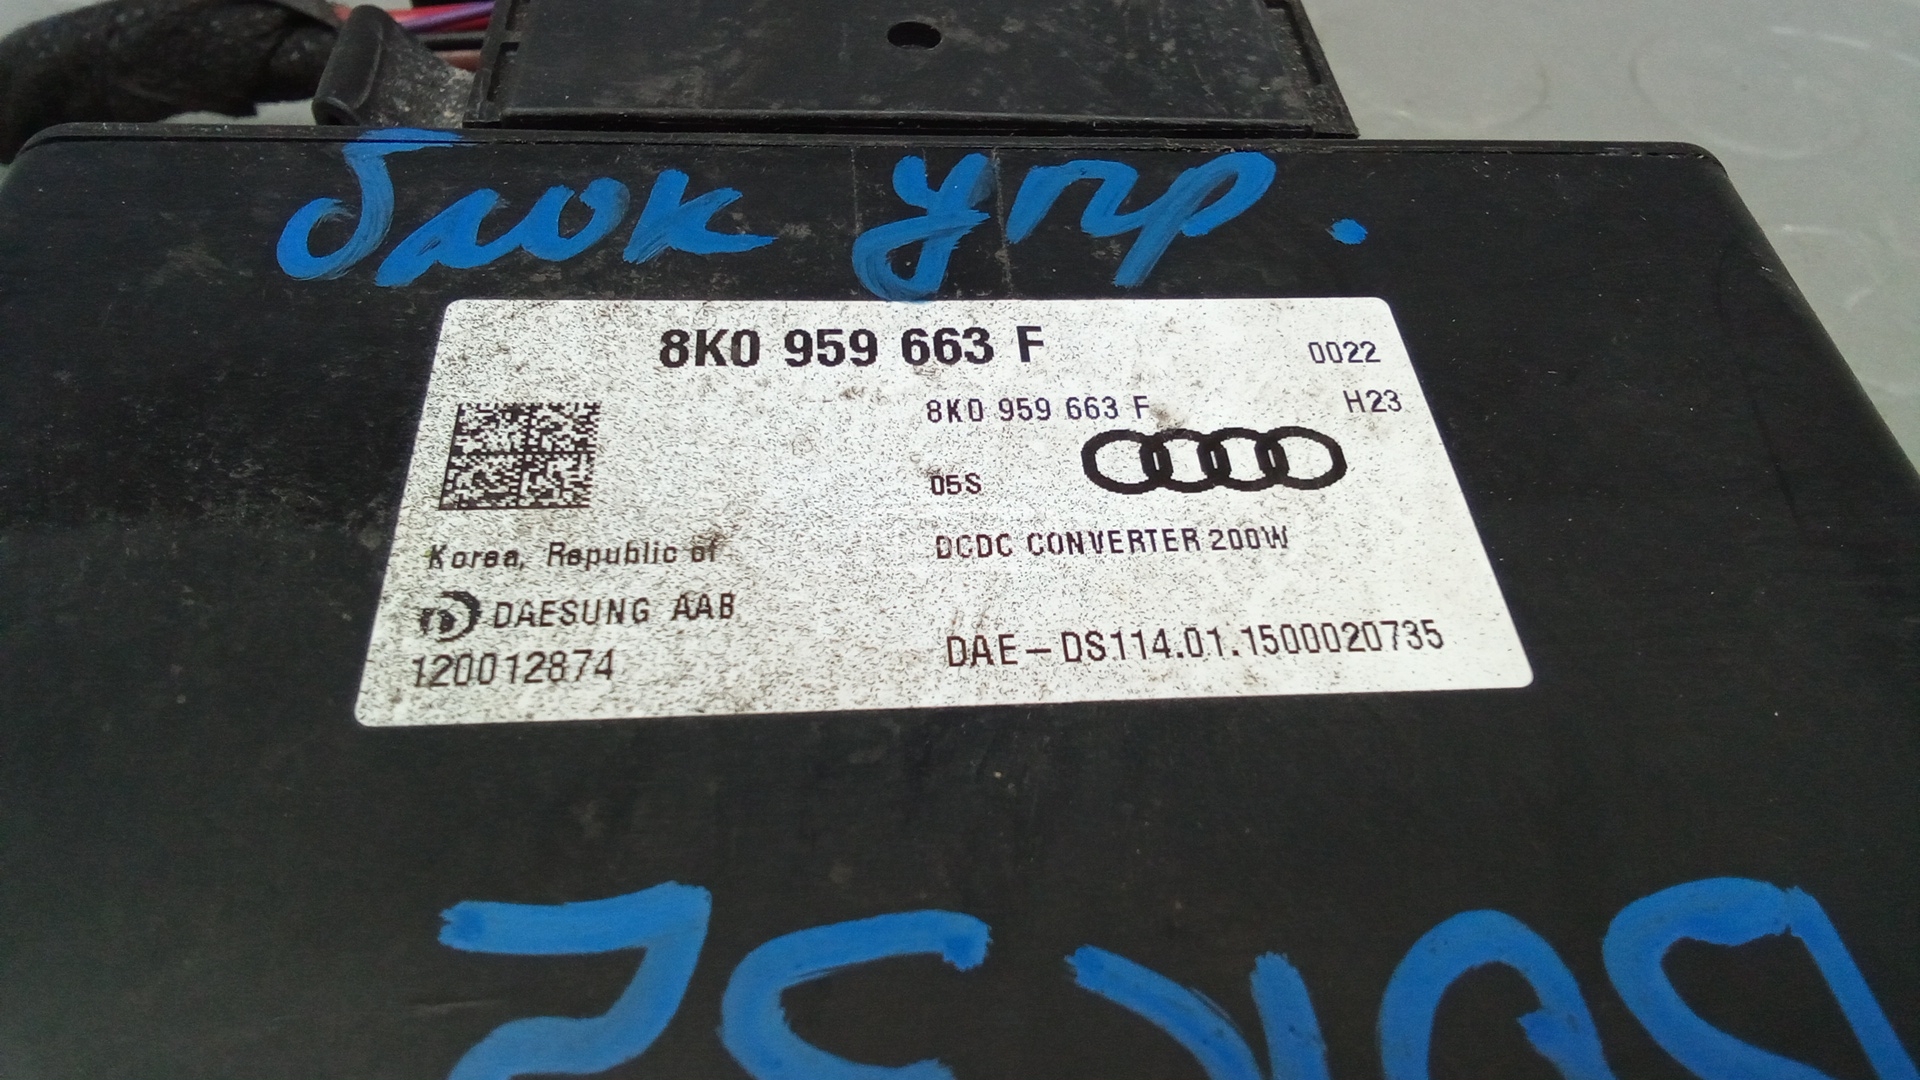 блок упр.
8K0 959 663 F
0022
8K0 959 663 F
H23
05S
DCDC CONVERTER 200W
Korea, Republic of
DAESUNG AAB
120012874
DAE-DS114.01.1500020735